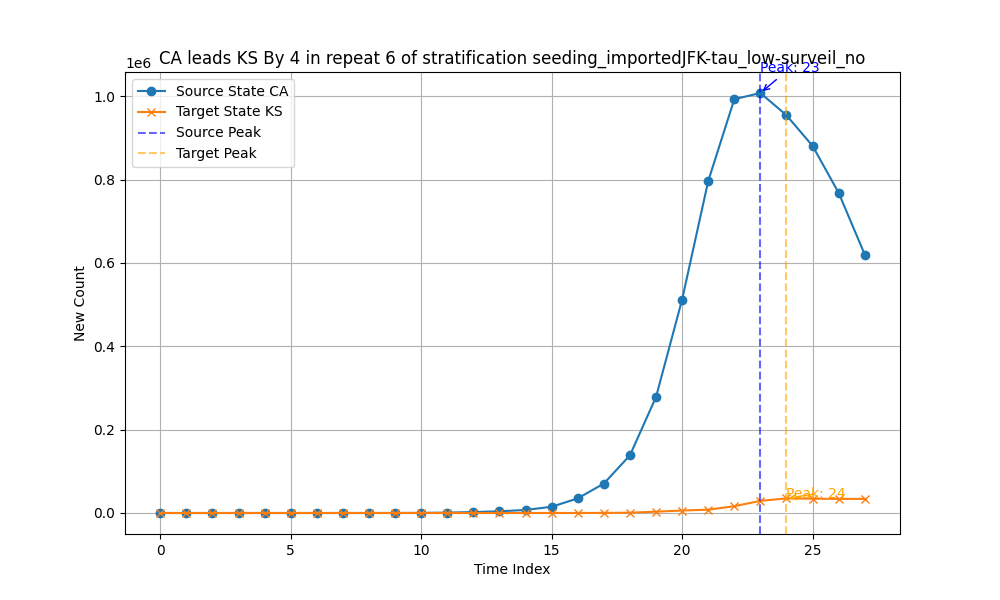 CA leads KS By 4 in repeat 6 of stratification seeding_importedJFK-tau_low-surveil_no
1e6
Peak: 23
Source State CA
Target State KS
Source Peak
Target Peak
1.0
0.8
0.6
0.4
0.2
0.0
New Count
Peak: 24
0 5 10 15 20 25
Time Index